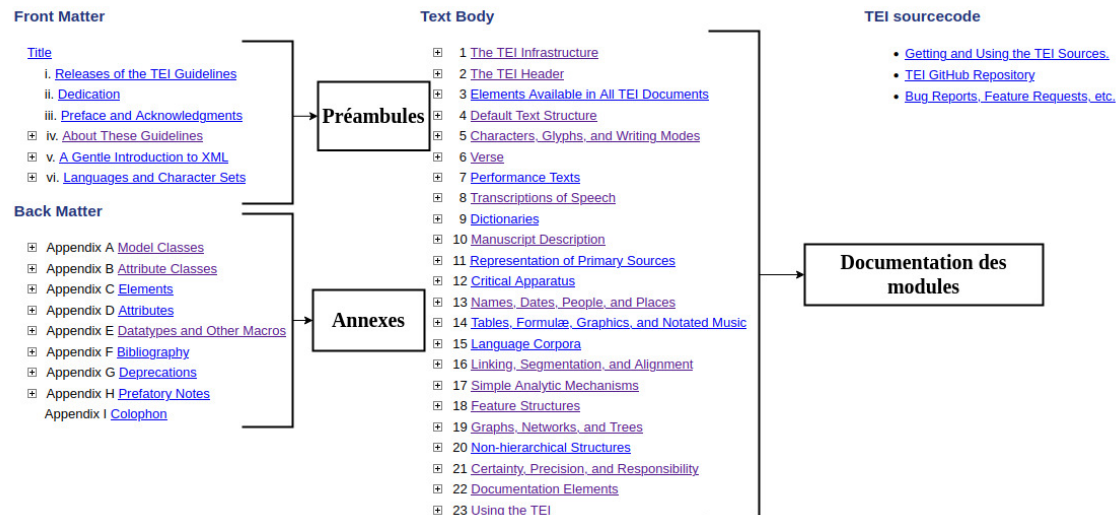 Front Matter
Title
i. Releases of the TEI Guidelines
ii. Dedication
iii. Preface and Acknowledgments
iv. About These Guidelines
v. A Gentle Introduction to XML
vi. Languages and Character Sets
Préambules
Back Matter
Appendix A Model Classes
Appendix B Attribute Classes
Appendix C Elements
Appendix D Attributes
Appendix E Datatypes and Other Macros
Appendix F Bibliography
Appendix G Deprecations
Appendix H Prefatory Notes
Appendix I Colophon
Annexes
Text Body
1 The TEI Infrastructure
2 The TEI Header
3 Elements Available in All TEI Documents
4 Default Text Structure
5 Characters, Glyphs, and Writing Modes
6 Verse
7 Performance Texts
8 Transcriptions of Speech
9 Dictionaries
10 Manuscript Description
11 Representation of Primary Sources
12 Critical Apparatus
13 Names, Dates, People, and Places
14 Tables, Formulæ, Graphics, and Notated Music
15 Language Corpora
16 Linking, Segmentation, and Alignment
17 Simple Analytic Mechanisms
18 Feature Structures
19 Graphs, Networks, and Trees
20 Non-hierarchical Structures
21 Certainty, Precision, and Responsibility
22 Documentation Elements
23 Using the TEI
Documentation des
modules
TEI sourcecode
• Getting and Using the TEI Sources.
• TEI GitHub Repository
• Bug Reports, Feature Requests, etc.